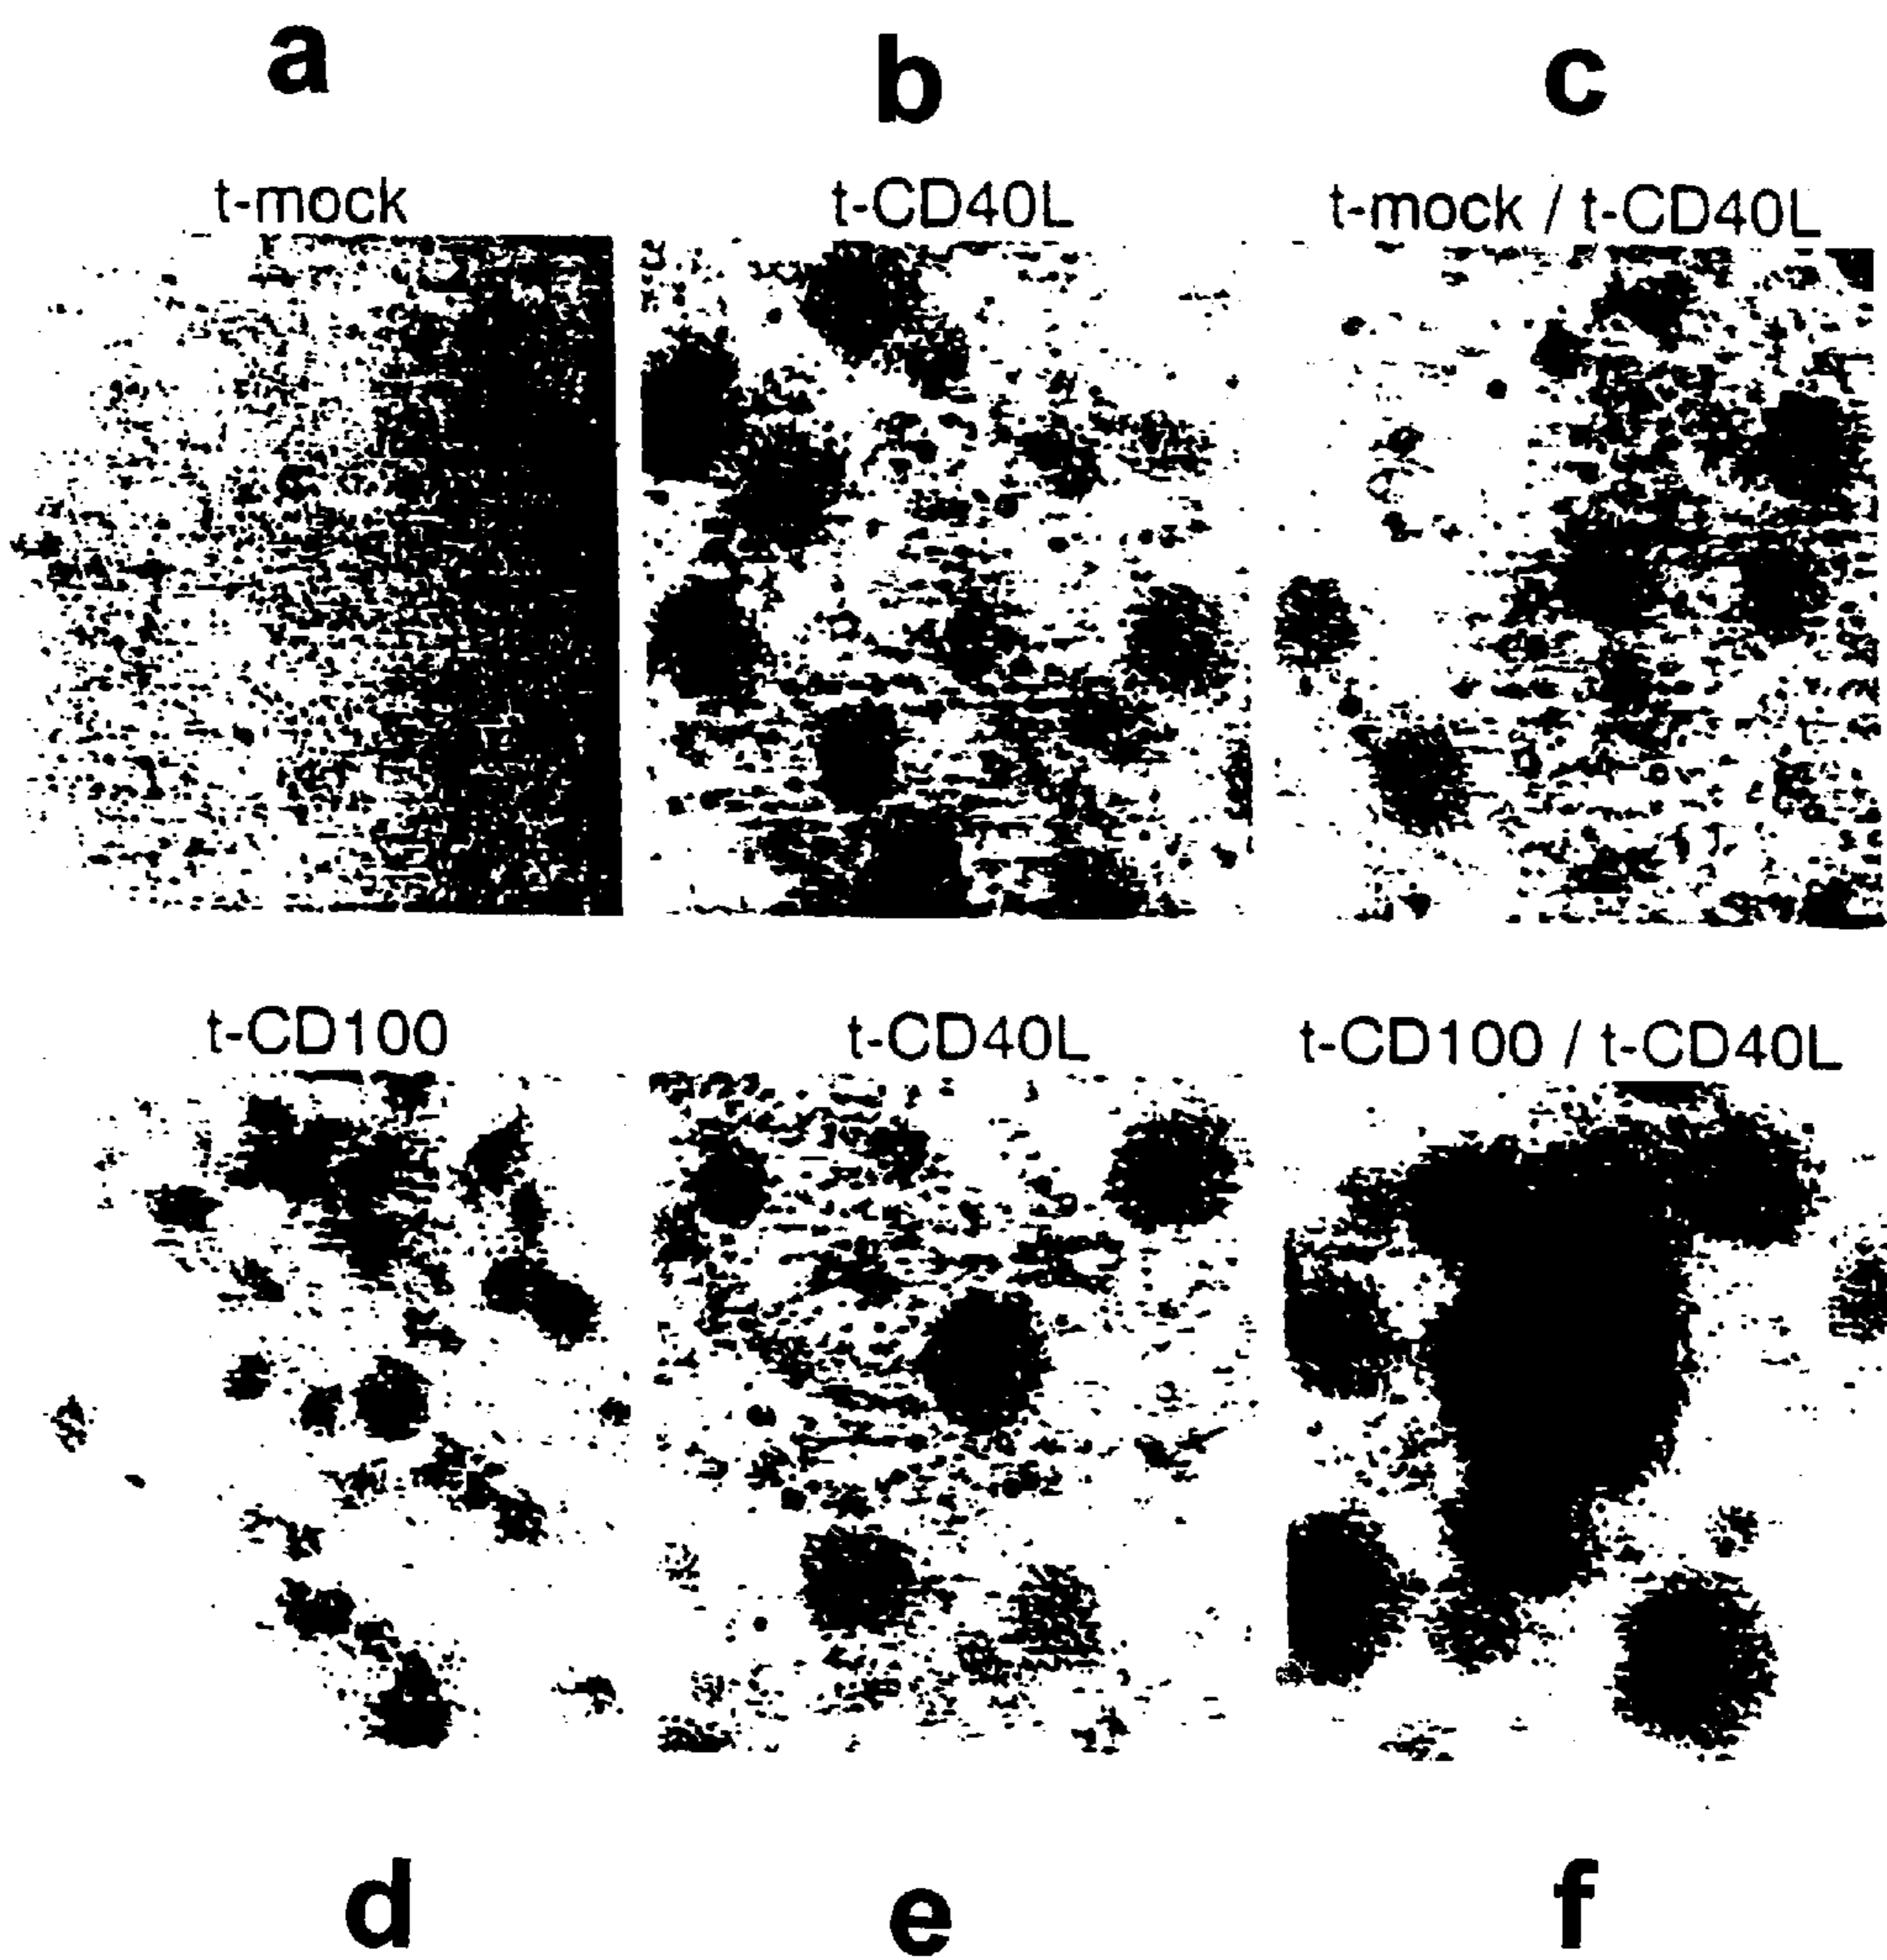 a b c
t-mock t-CD40L t-mock / t-CD40L
t-CD100 t-CD40L t-CD100 / t-CD40L
d e f